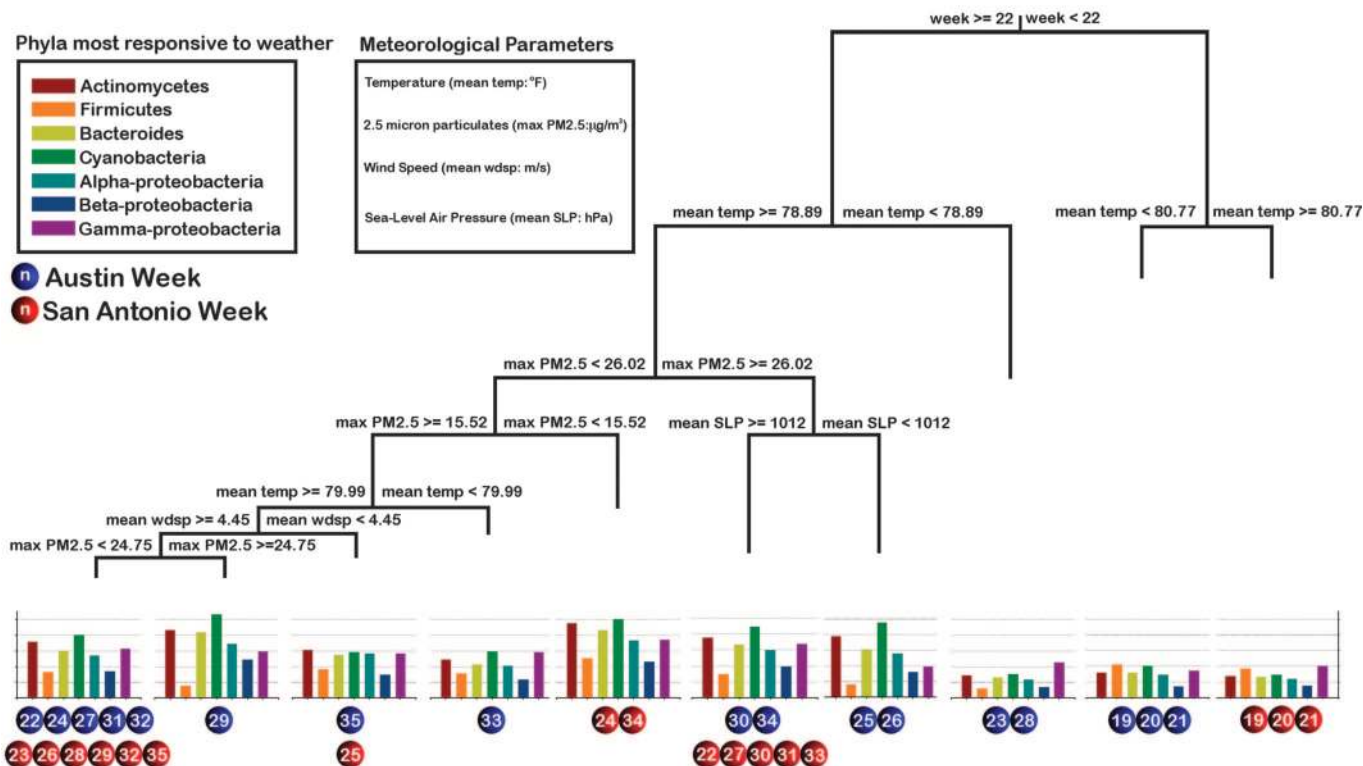 week >= 22 week < 22
Phyla most responsive to weather
Actinomycetes
Firmicutes
Bacteroides
Cyanobacteria
Alpha-proteobacteria
Beta-proteobacteria
Gamma-proteobacteria
n Austin Week
n San Antonio Week
Meteorological Parameters
Temperature (mean temp:°F)
2.5 micron particulates (max PM2.5:µg/m³)
Wind Speed (mean wdsp: m/s)
Sea-Level Air Pressure (mean SLP: hPa)
mean temp >= 78.89 mean temp < 78.89
mean temp < 80.77 mean temp >= 80.77
max PM2.5 < 26.02 max PM2.5 >= 26.02
max PM2.5 >= 15.52 max PM2.5 < 15.52
mean SLP >= 1012 mean SLP < 1012
mean temp >= 79.99 mean temp < 79.99
mean wdsp >= 4.45 mean wdsp < 4.45
max PM2.5 < 24.75 max PM2.5 >=24.75
22 24 27 31 32
29
35
33
24 34
30 34
25 26
23 28
19 20 21
19 20 21
23 26 28 29 32 35
25
22 27 30 31 33